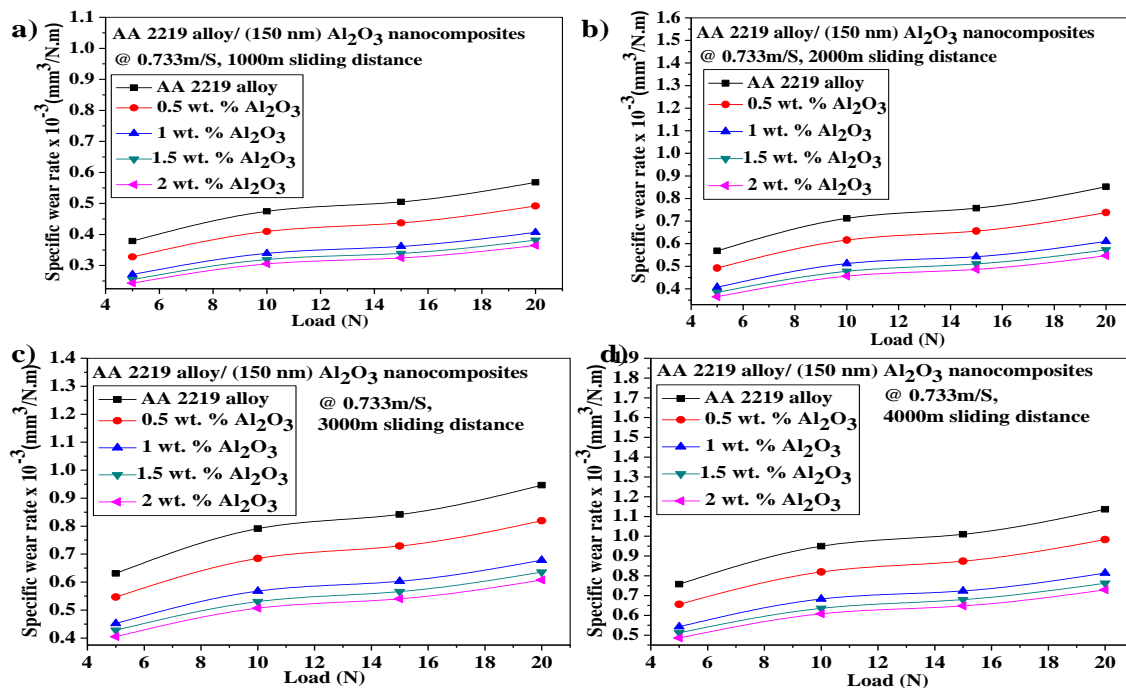 a)
AA 2219 alloy/ (150 nm) Al2O3 nanocomposites
@ 0.733m/S, 1000m sliding distance
AA 2219 alloy
0.5 wt. % Al2O3
1 wt. % Al2O3
1.5 wt. % Al2O3
2 wt. % Al2O3
Specific wear rate x 10^-3(mm^3/N.m)
1.1
1.0
0.9
0.8
0.7
0.6
0.5
0.4
0.3
4 6 8 10 12 14 16 18 20
Load (N)
b)
AA 2219 alloy/ (150 nm) Al2O3 nanocomposites
@ 0.733m/S, 2000m sliding distance
AA 2219 alloy
0.5 wt. % Al2O3
1 wt. % Al2O3
1.5 wt. % Al2O3
2 wt. % Al2O3
Specific wear rate x 10^-3(mm^3/N.m)
1.6
1.5
1.4
1.3
1.2
1.1
1.0
0.9
0.8
0.7
0.6
0.5
0.4
4 6 8 10 12 14 16 18 20
Load (N)
c)
AA 2219 alloy/ (150 nm) Al2O3 nanocomposites
@ 0.733m/S,
3000m sliding distance
AA 2219 alloy
0.5 wt. % Al2O3
1 wt. % Al2O3
1.5 wt. % Al2O3
2 wt. % Al2O3
Specific wear rate x 10^-3(mm^3/N.m)
1.4
1.3
1.2
1.1
1.0
0.9
0.8
0.7
0.6
0.5
0.4
4 6 8 10 12 14 16 18 20
Load (N)
d)
AA 2219 alloy/ (150 nm) Al2O3 nanocomposites
@ 0.733m/S,
4000m sliding distance
AA 2219 alloy
0.5 wt. % Al2O3
1 wt. % Al2O3
1.5 wt. % Al2O3
2 wt. % Al2O3
Specific wear rate x 10^-3(mm^3/N.m)
1.9
1.8
1.7
1.6
1.5
1.4
1.3
1.2
1.1
1.0
0.9
0.8
0.7
0.6
0.5
4 6 8 10 12 14 16 18 20
Load (N)